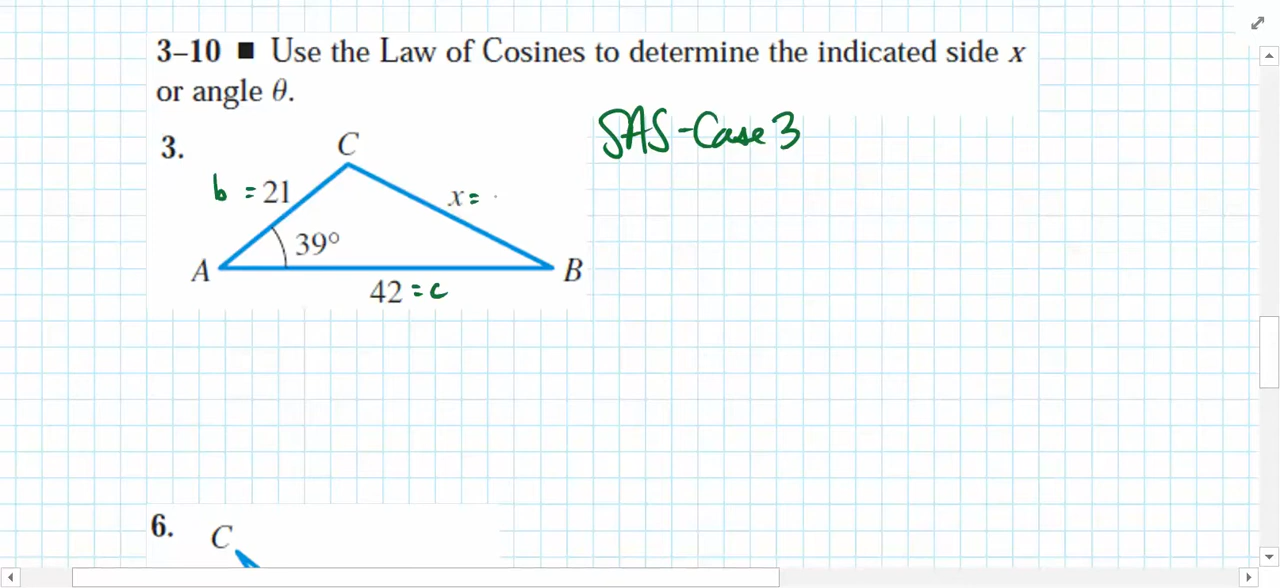 3–10 ■ Use the Law of Cosines to determine the indicated side x
or angle θ.
SAS-Case 3
3.
C
b = 21
x =
39°
A
B
42 = c
6.
C